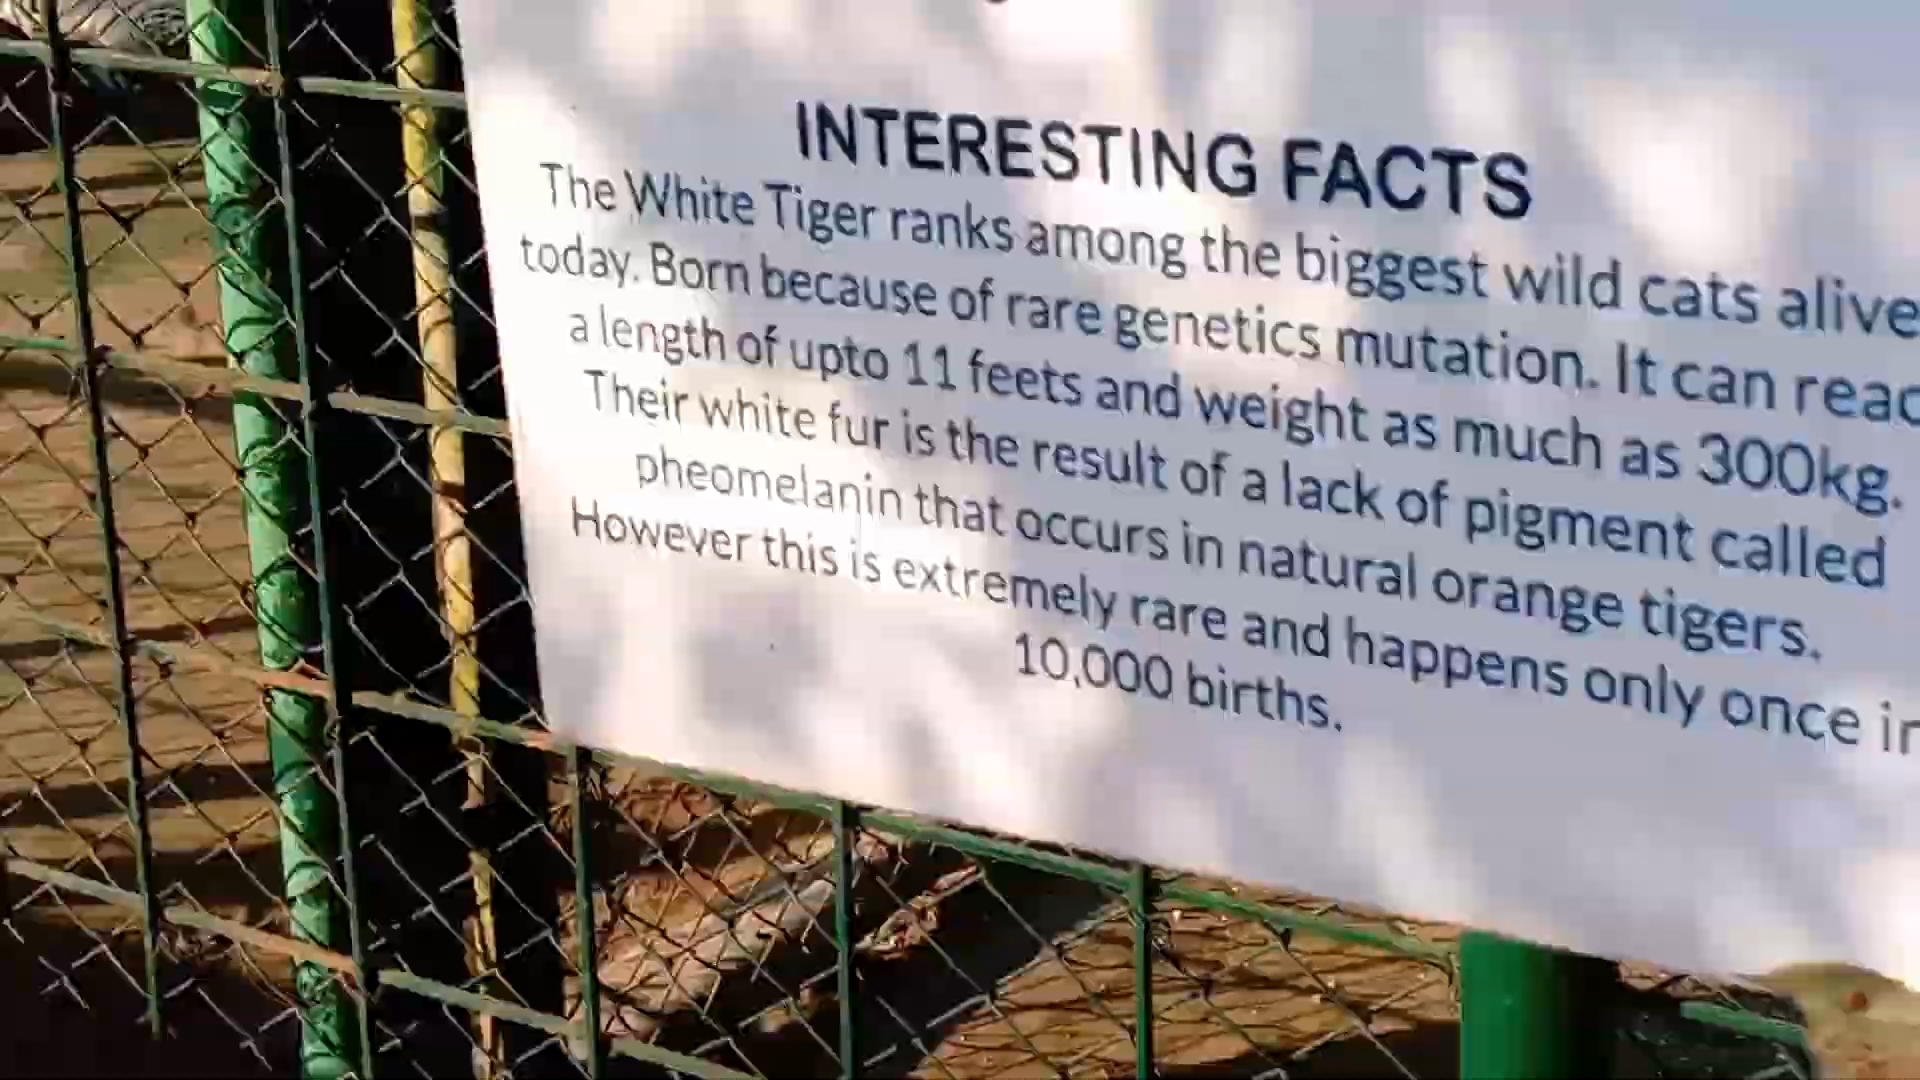 INTERESTING FACTS
The White Tiger ranks among the biggest wild cats alive
today. Born because of rare genetics mutation. It can reac
a length of upto 11 feets and weight as much as 300kg.
Their white fur is the result of a lack of pigment called
pheomelanin that occurs in natural orange tigers.
However this is extremely rare and happens only once in
10,000 births.